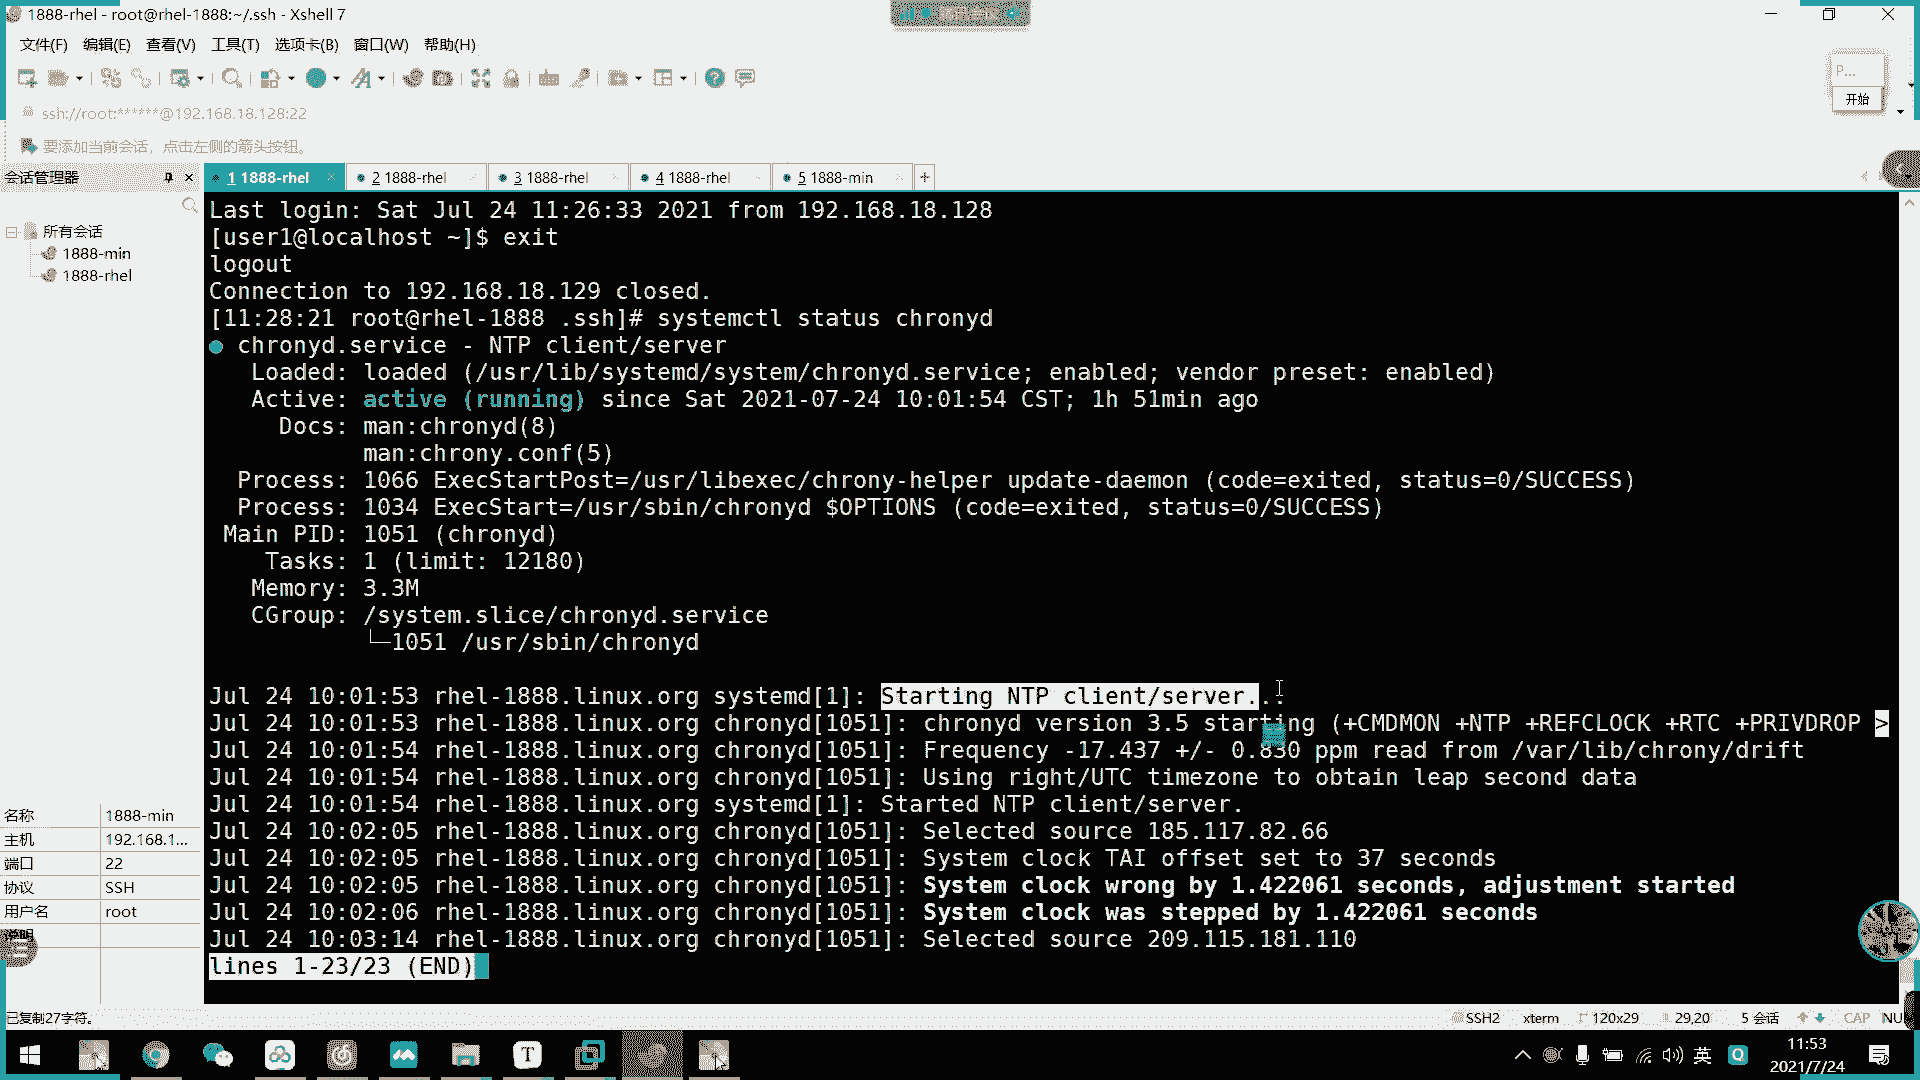 1888-rhel - root@rhel-1888:~/.ssh - Xshell 7
文件(F) 编辑(E) 查看(V) 工具(T) 选项卡(B) 窗口(W) 帮助(H)
P...
开始
ssh://root:******@192.168.18.128:22
要添加当前会话，点击左侧的箭头按钮。
会话管理器
1 1888-rhel
2 1888-rhel
3 1888-rhel
4 1888-rhel
5 1888-min
所有会话
1888-min
1888-rhel
Last login: Sat Jul 24 11:26:33 2021 from 192.168.18.128
[user1@localhost ~]$ exit
logout
Connection to 192.168.18.129 closed.
[11:28:21 root@rhel-1888 .ssh]# systemctl status chronyd
● chronyd.service - NTP client/server
Loaded: loaded (/usr/lib/systemd/system/chronyd.service; enabled; vendor preset: enabled)
Active: active (running) since Sat 2021-07-24 10:01:54 CST; 1h 51min ago
Docs: man:chronyd(8)
man:chrony.conf(5)
Process: 1066 ExecStartPost=/usr/libexec/chrony-helper update-daemon (code=exited, status=0/SUCCESS)
Process: 1034 ExecStart=/usr/sbin/chronyd $OPTIONS (code=exited, status=0/SUCCESS)
Main PID: 1051 (chronyd)
Tasks: 1 (limit: 12180)
Memory: 3.3M
CGroup: /system.slice/chronyd.service
└─1051 /usr/sbin/chronyd
Jul 24 10:01:53 rhel-1888.linux.org systemd[1]: Starting NTP client/server...
Jul 24 10:01:53 rhel-1888.linux.org chronyd[1051]: chronyd version 3.5 starting (+CMDMON +NTP +REFCLOCK +RTC +PRIVDROP >
Jul 24 10:01:54 rhel-1888.linux.org chronyd[1051]: Frequency -17.437 +/- 0.830 ppm read from /var/lib/chrony/drift
Jul 24 10:01:54 rhel-1888.linux.org chronyd[1051]: Using right/UTC timezone to obtain leap second data
Jul 24 10:01:54 rhel-1888.linux.org systemd[1]: Started NTP client/server.
Jul 24 10:02:05 rhel-1888.linux.org chronyd[1051]: Selected source 185.117.82.66
Jul 24 10:02:05 rhel-1888.linux.org chronyd[1051]: System clock TAI offset set to 37 seconds
Jul 24 10:02:05 rhel-1888.linux.org chronyd[1051]: System clock wrong by 1.422061 seconds, adjustment started
Jul 24 10:02:06 rhel-1888.linux.org chronyd[1051]: System clock was stepped by 1.422061 seconds
Jul 24 10:03:14 rhel-1888.linux.org chronyd[1051]: Selected source 209.115.181.110
lines 1-23/23 (END)
名称 1888-min
主机 192.168.1...
端口 22
协议 SSH
用户名 root
说明
已复制27字符。
SSH2 xterm 120x29 29,20 5 会话 CAP NU
英
11:53
2021/7/24